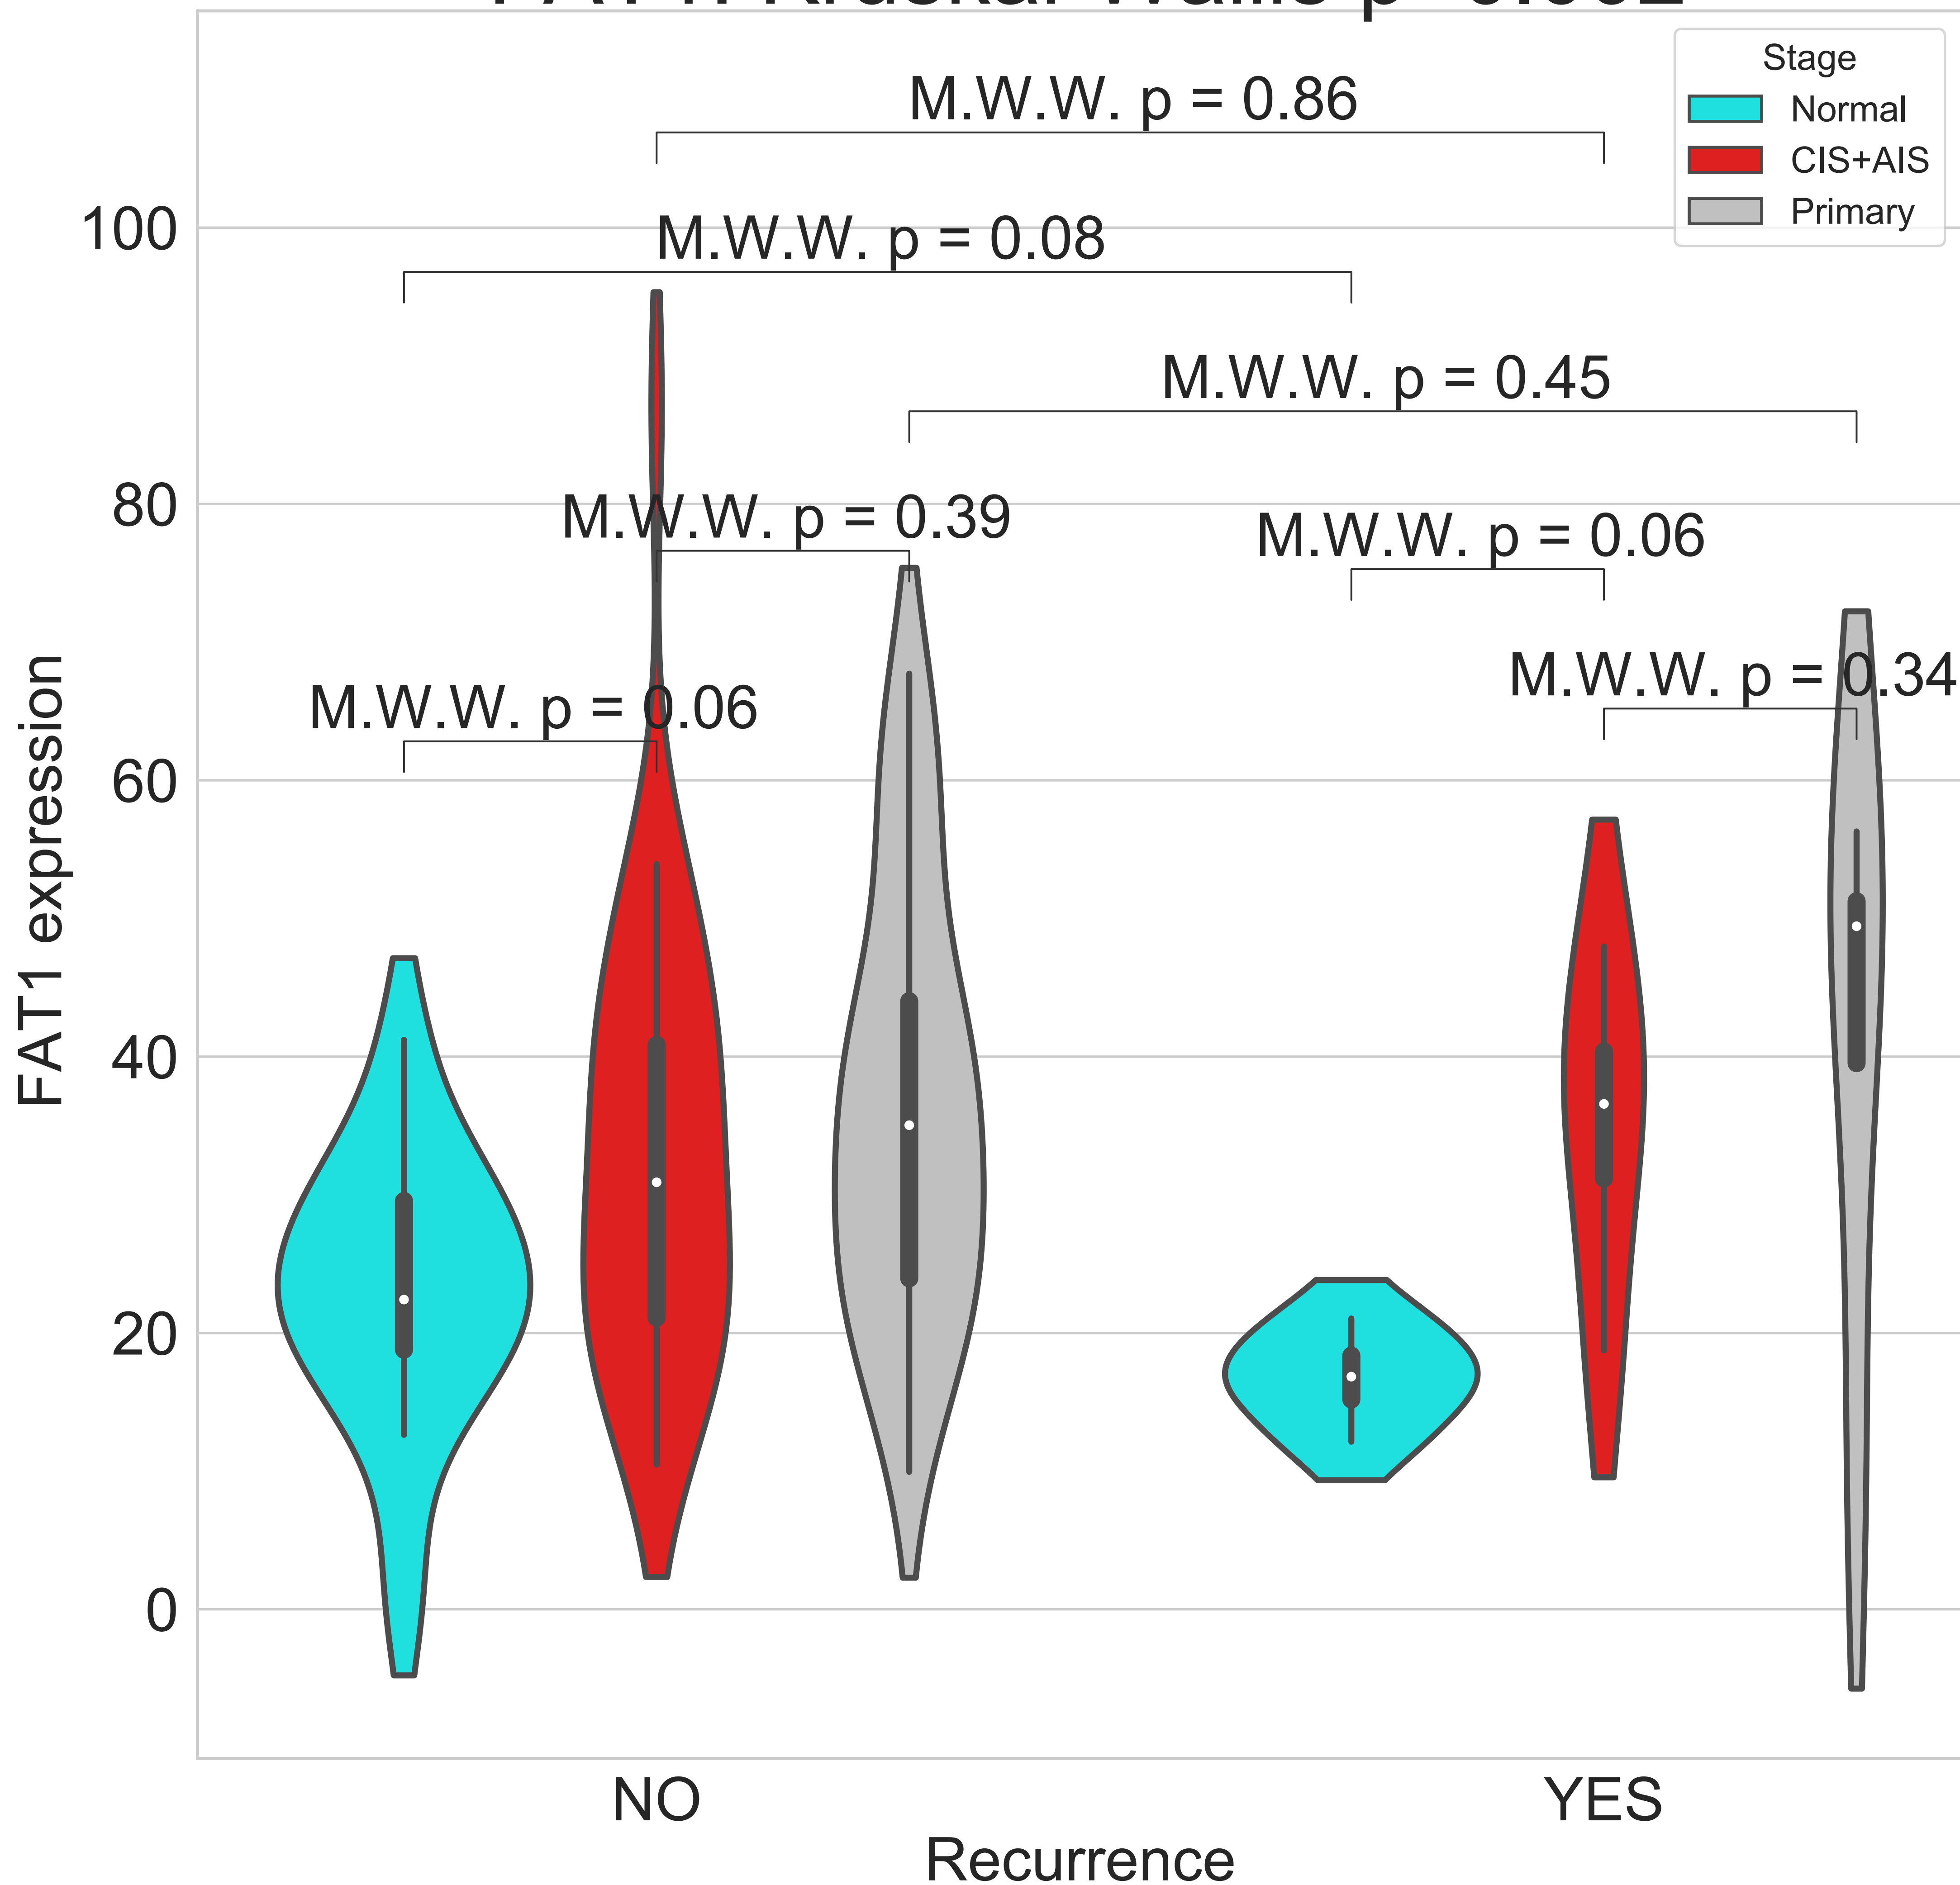 Stage
Normal
CIS+AIS
Primary
M.W.W. p = 0.86
M.W.W. p = 0.08
M.W.W. p = 0.45
M.W.W. p = 0.39
M.W.W. p = 0.06
M.W.W. p = 0.34
M.W.W. p = 0.06
FAT1 expression
100
80
60
40
20
0
NO
YES
Recurrence